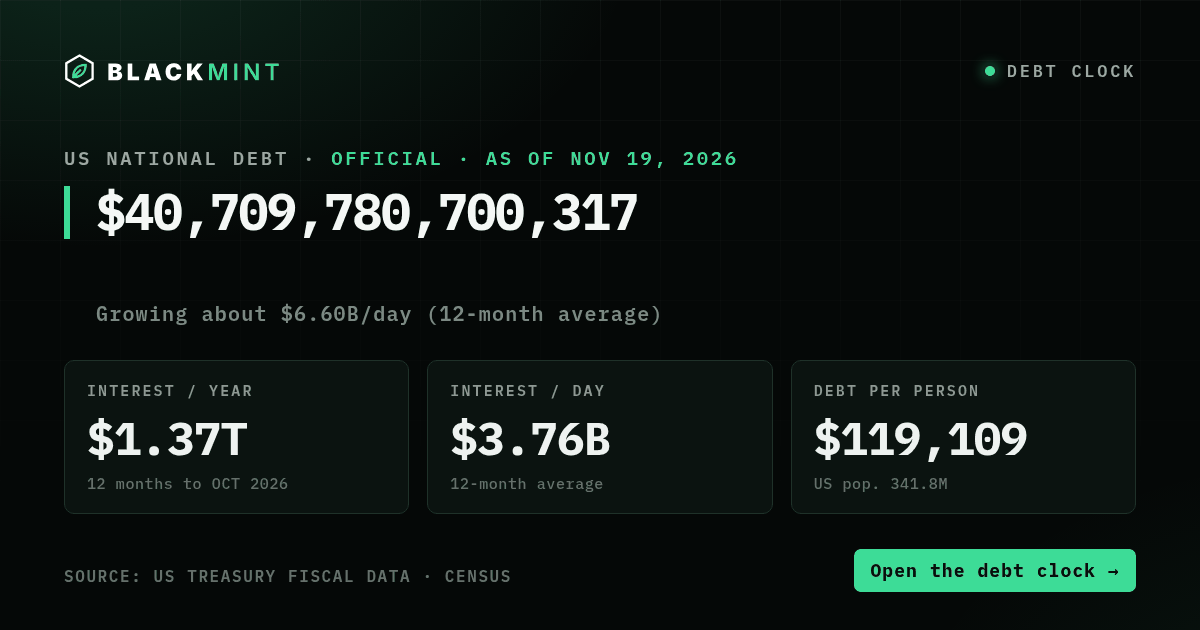 BLACKMINT
DEBT CLOCK
US NATIONAL DEBT · OFFICIAL · AS OF NOV 19, 2026
$40,709,780,700,317
Growing about $6.60B/day (12-month average)
INTEREST / YEAR
$1.37T
12 months to OCT 2026
INTEREST / DAY
$3.76B
12-month average
DEBT PER PERSON
$119,109
US pop. 341.8M
SOURCE: US TREASURY FISCAL DATA · CENSUS
Open the debt clock →